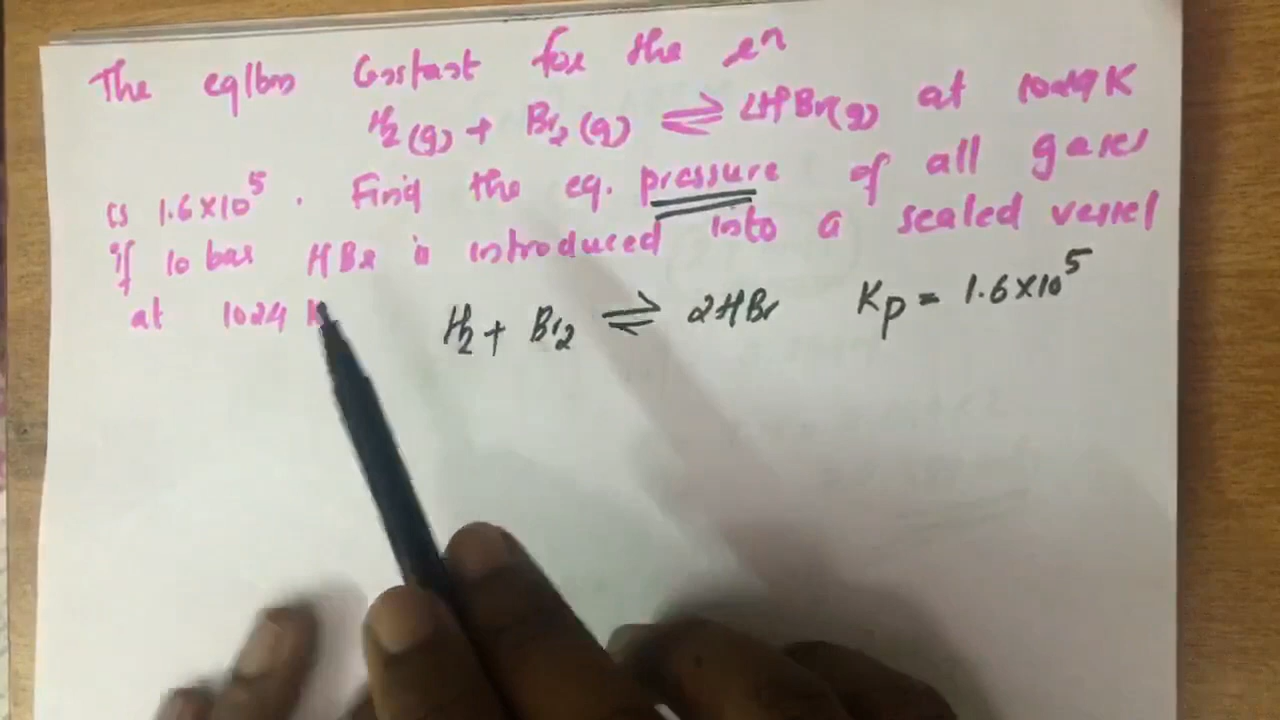 The eqlbm Constant for the en
H2(g) + Br2(g) ⇌ 2HBr(g) at 1024K
is 1.6×10^5. Find the eq. pressure of all gases
if 10 bar HBr is introduced into a sealed vessel
at 1024 K
H2 + Br2 ⇌ 2HBr Kp = 1.6×10^5